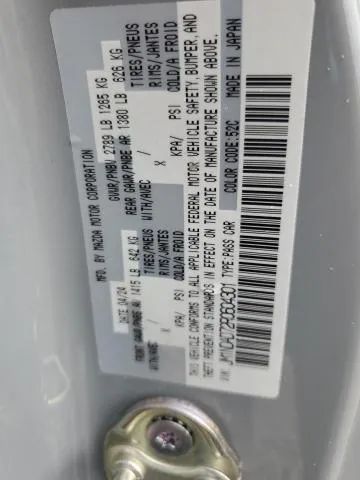 MFD. BY MAZDA MOTOR CORPORATION
DATE: 04/24
GVWR/PNBV 2789 LB 1265 KG
FRONT GAWR/PNBE AV 1415 LB 642 KG
REAR GAWR/PNBE AR 1380 LB 626 KG
WITH/AVEC / WITH/AVEC /
TIRES/PNEUS TIRES/PNEUS
RIMS/JANTES X RIMS/JANTES X
COLD/A FROID KPA/ PSI COLD/A FROID KPA/ PSI
THIS VEHICLE CONFORMS TO ALL APPLICABLE FEDERAL MOTOR VEHICLE SAFETY, BUMPER, AND
THEFT PREVENTION STANDARDS IN EFFECT ON THE DATE OF MANUFACTURE SHOWN ABOVE.
TYPE: PASS CAR COLOR CODE: 52C MADE IN JAPAN